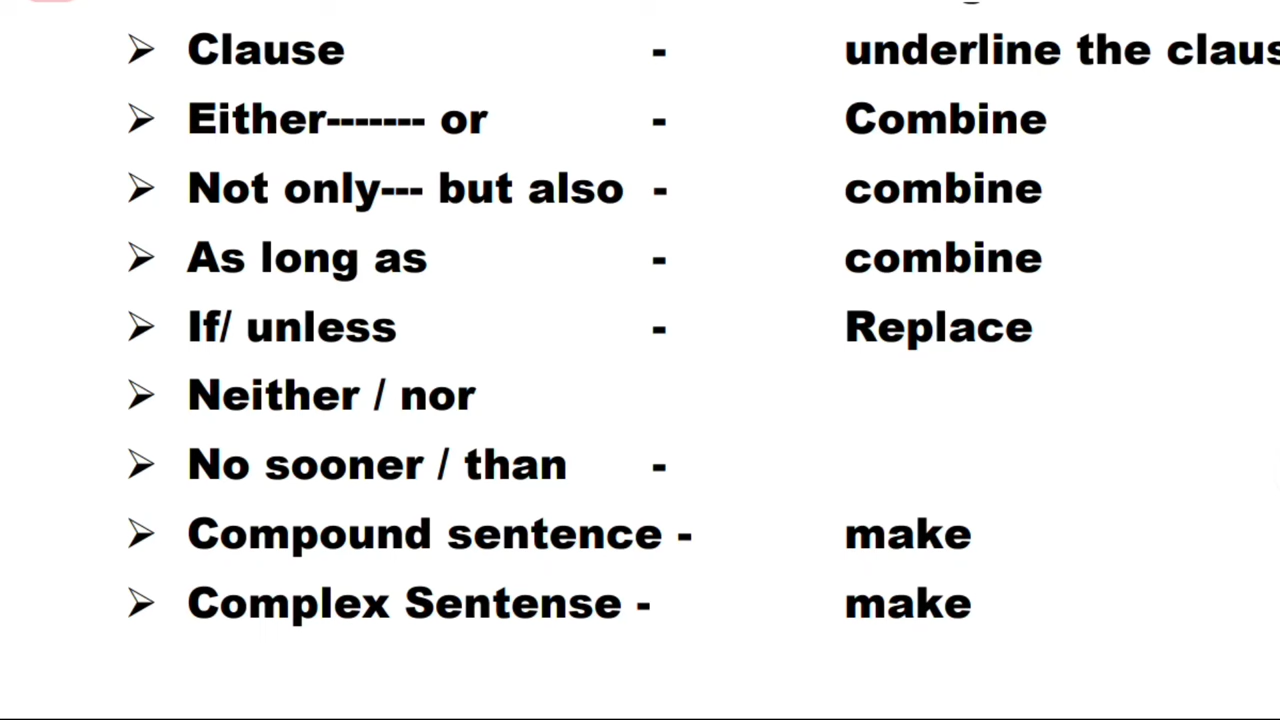 ➢ Clause - underline the claus
➢ Either------- or - Combine
➢ Not only--- but also - combine
➢ As long as - combine
➢ If/ unless - Replace
➢ Neither / nor
➢ No sooner / than -
➢ Compound sentence - make
➢ Complex Sentense - make